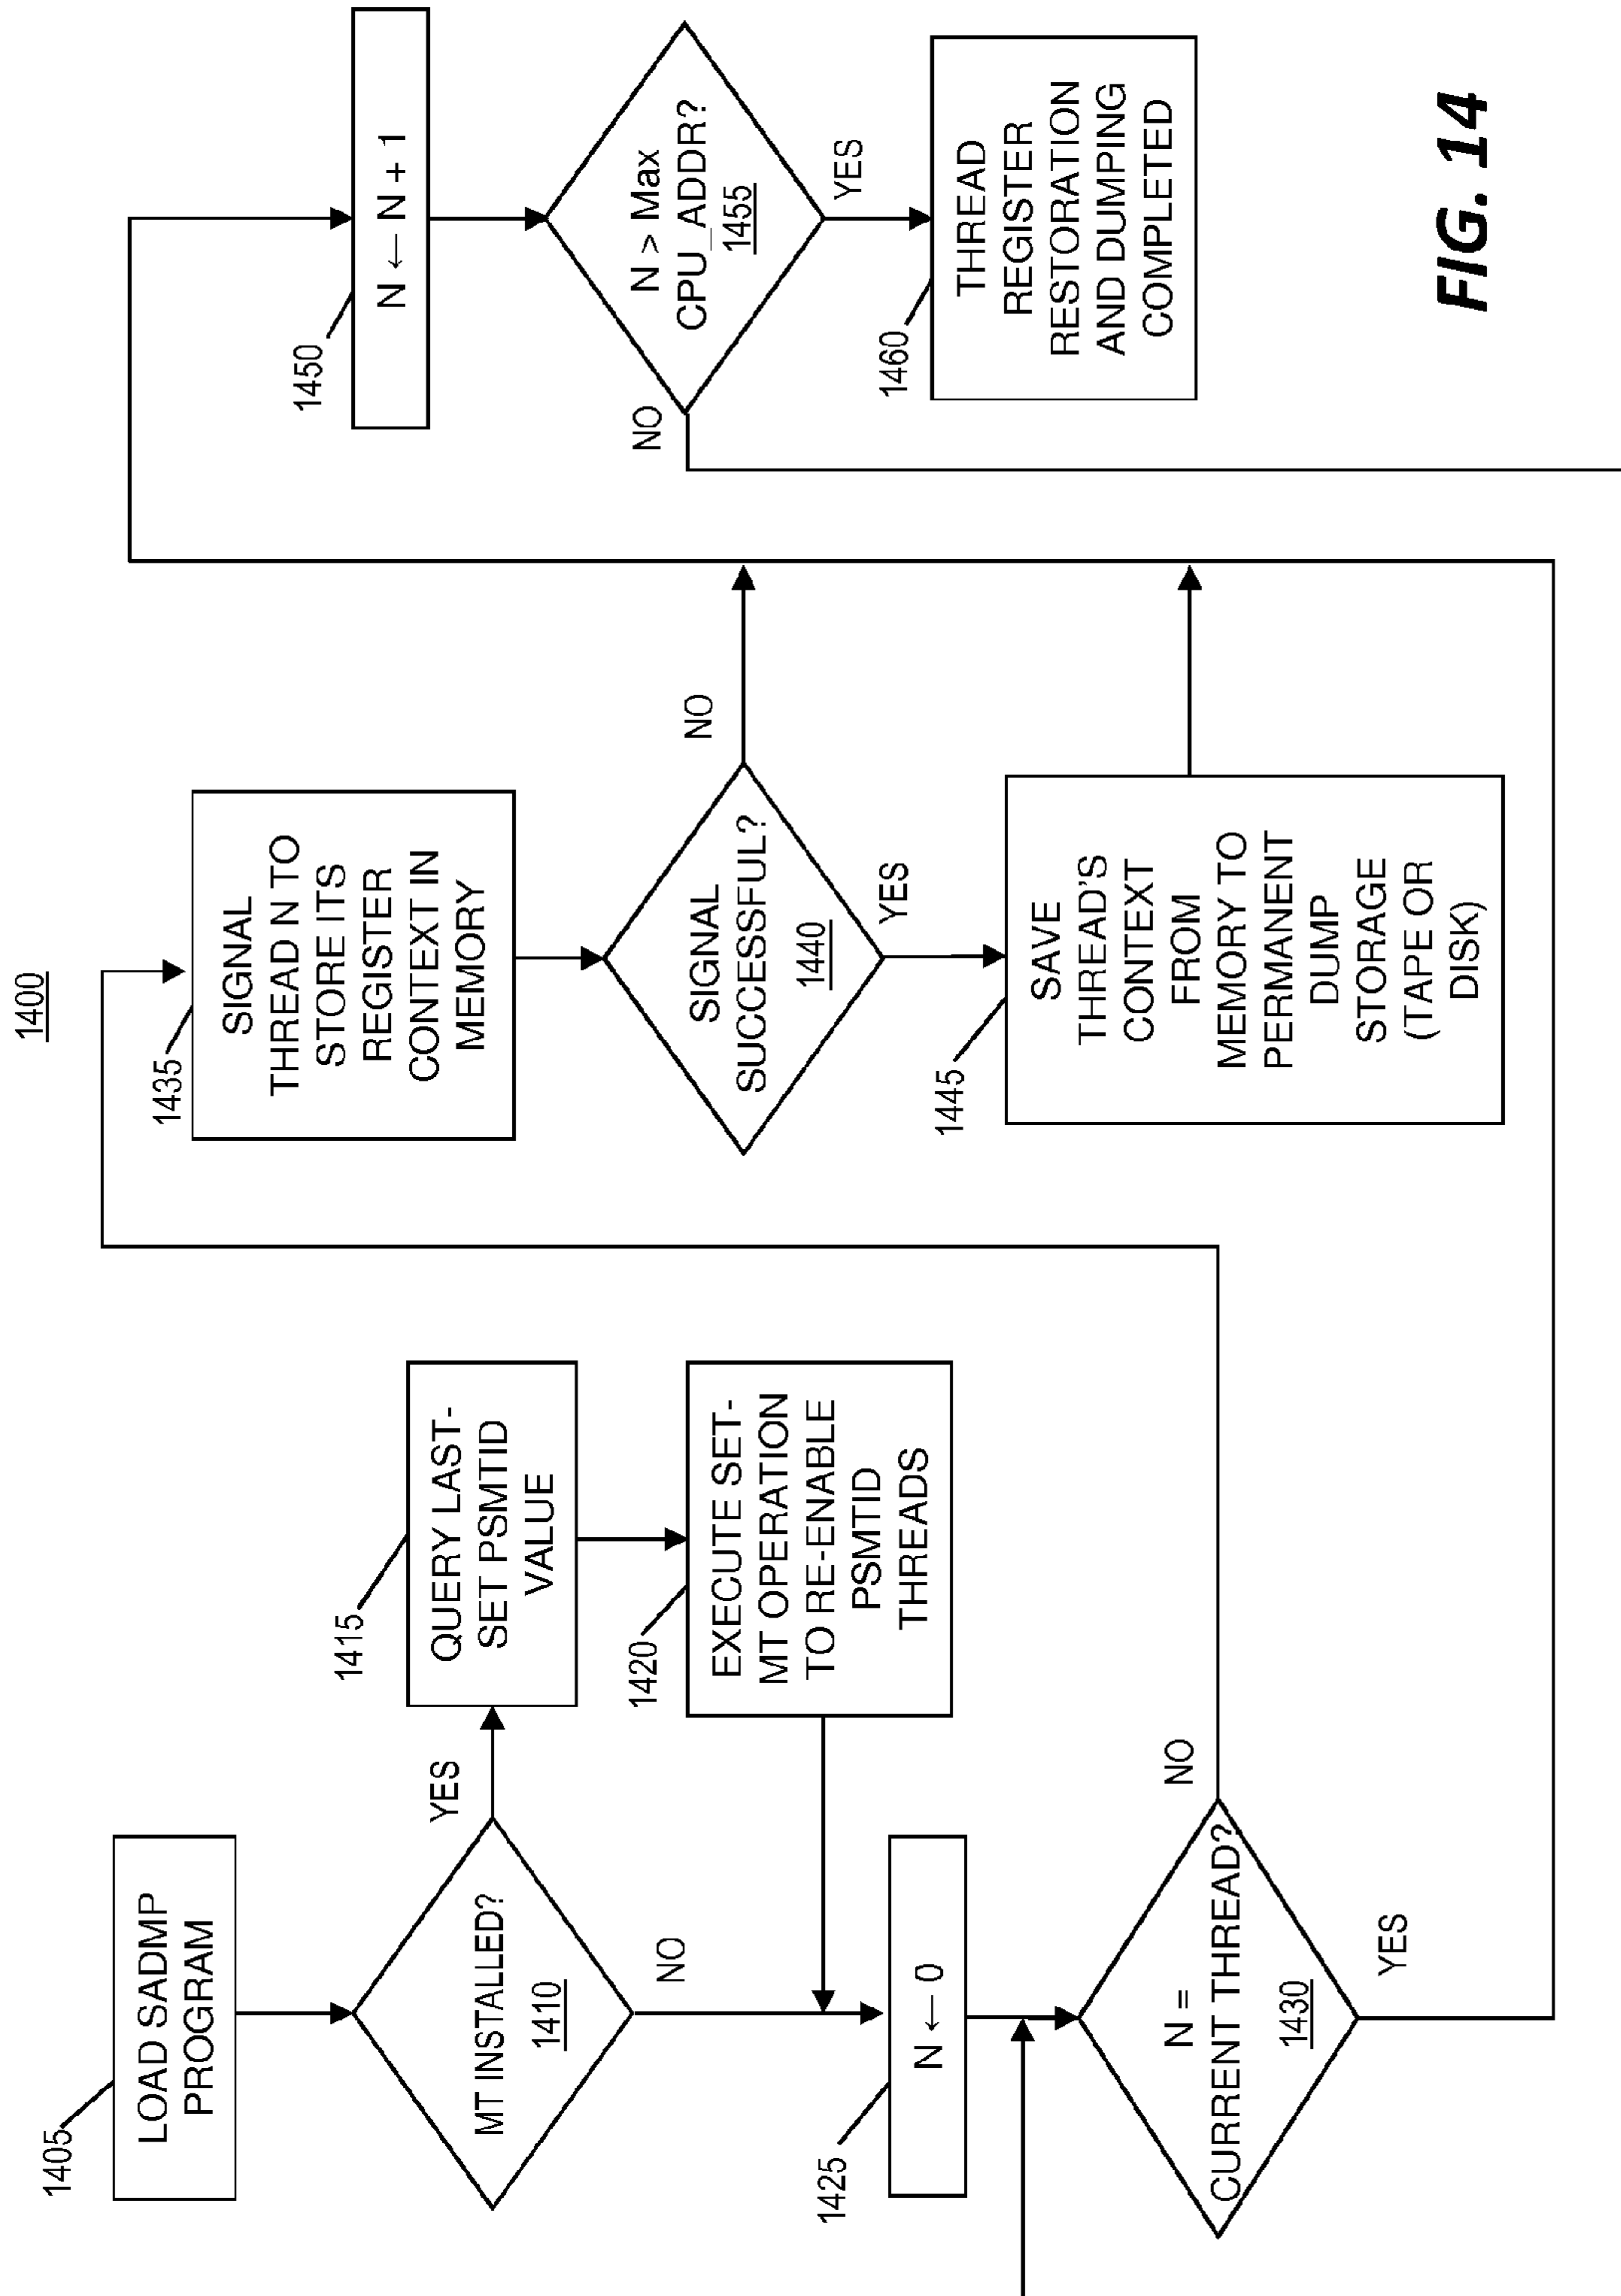 1400
1405
LOAD SADMP
PROGRAM
MT INSTALLED?
1410
YES
NO
1415
QUERY LAST-
SET PSMTID
VALUE
1420
EXECUTE SET-
MT OPERATION
TO RE-ENABLE
PSMTID
THREADS
1425
N ← 0
N =
CURRENT THREAD?
1430
NO
YES
1435
SIGNAL
THREAD N TO
STORE ITS
REGISTER
CONTEXT IN
MEMORY
SIGNAL
SUCCESSFUL?
1440
NO
YES
1445
SAVE
THREAD'S
CONTEXT
FROM
MEMORY TO
PERMANENT
DUMP
STORAGE
(TAPE OR
DISK)
1450
N ← N + 1
N > Max
CPU_ADDR?
1455
NO
YES
1460
THREAD
REGISTER
RESTORATION
AND DUMPING
COMPLETED
FIG. 14